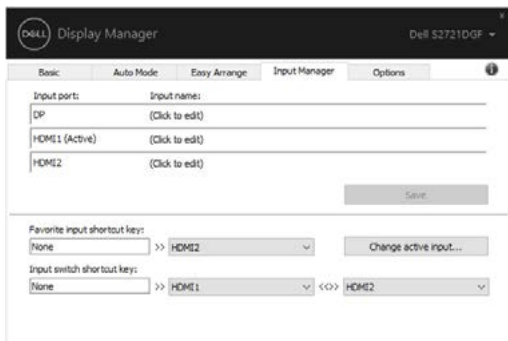 DELL Display Manager Dell S2721DGF
Basic Auto Mode Easy Arrange Input Manager Options
Input port: Input name:
DP (Click to edit)
HDMI1 (Active) (Click to edit)
HDMI2 (Click to edit)
Save
Favorite input shortcut key:
None >> HDMI2 Change active input...
Input switch shortcut key:
None >> HDMI1 <<>> HDMI2